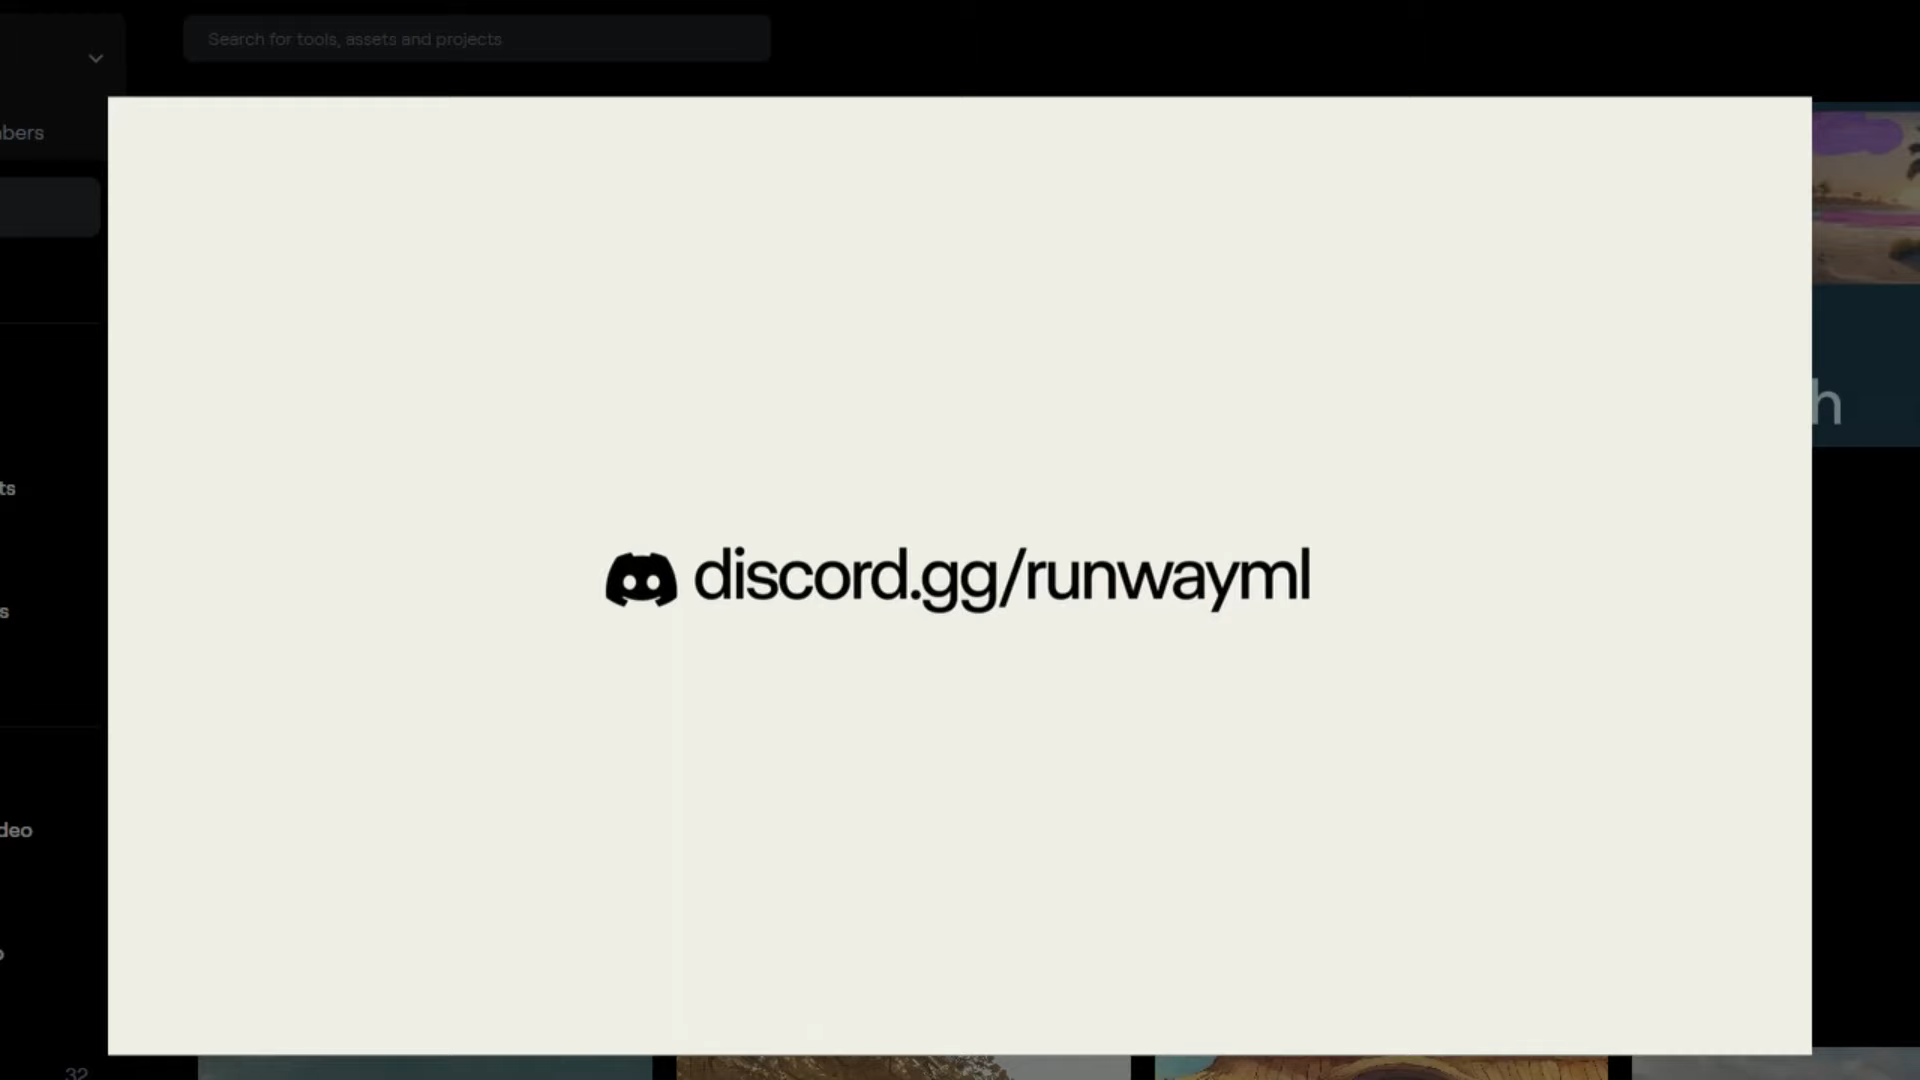 Search for tools, assets and projects
bers
h
ts
s
discord.gg/runwayml
deo
32